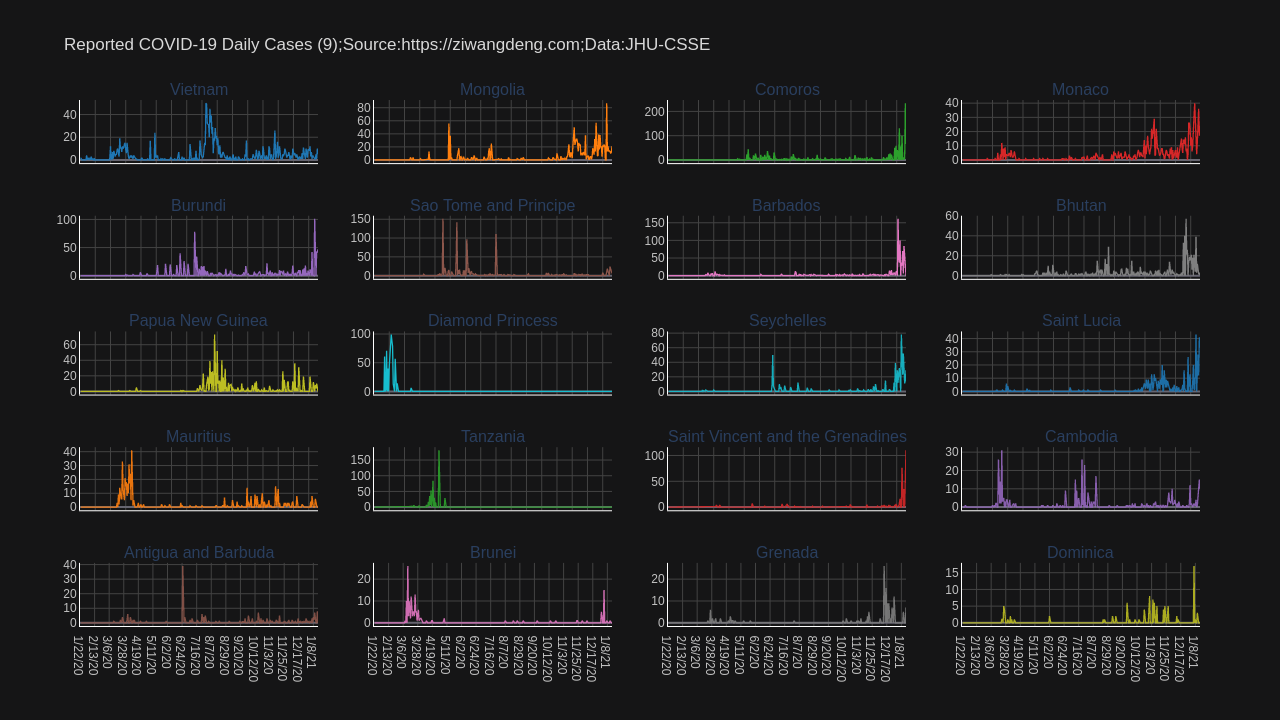 Reported COVID-19 Daily Cases (9);Source:https://ziwangdeng.com;Data:JHU-CSSE
Vietnam Mongolia Comoros Monaco
40 20 0
80 60 40 20 0
200 100 0
40 30 20 10 0
Burundi Sao Tome and Principe Barbados Bhutan
100 50 0
150 100 50 0
150 100 50 0
60 40 20 0
Papua New Guinea Diamond Princess Seychelles Saint Lucia
60 40 20 0
100 50 0
80 60 40 20 0
40 30 20 10 0
Mauritius Tanzania Saint Vincent and the Grenadines Cambodia
40 30 20 10 0
150 100 50 0
100 50 0
30 20 10 0
Antigua and Barbuda Brunei Grenada Dominica
40 30 20 10 0
20 10 0
20 10 0
15 10 5 0
1/22/20 2/13/20 3/6/20 3/28/20 4/19/20 5/11/20 6/2/20 6/24/20 7/16/20 8/7/20 8/29/20 9/20/20 10/12/20 11/3/20 11/25/20 12/17/20 1/8/21
1/22/20 2/13/20 3/6/20 3/28/20 4/19/20 5/11/20 6/2/20 6/24/20 7/16/20 8/7/20 8/29/20 9/20/20 10/12/20 11/3/20 11/25/20 12/17/20 1/8/21
1/22/20 2/13/20 3/6/20 3/28/20 4/19/20 5/11/20 6/2/20 6/24/20 7/16/20 8/7/20 8/29/20 9/20/20 10/12/20 11/3/20 11/25/20 12/17/20 1/8/21
1/22/20 2/13/20 3/6/20 3/28/20 4/19/20 5/11/20 6/2/20 6/24/20 7/16/20 8/7/20 8/29/20 9/20/20 10/12/20 11/3/20 11/25/20 12/17/20 1/8/21